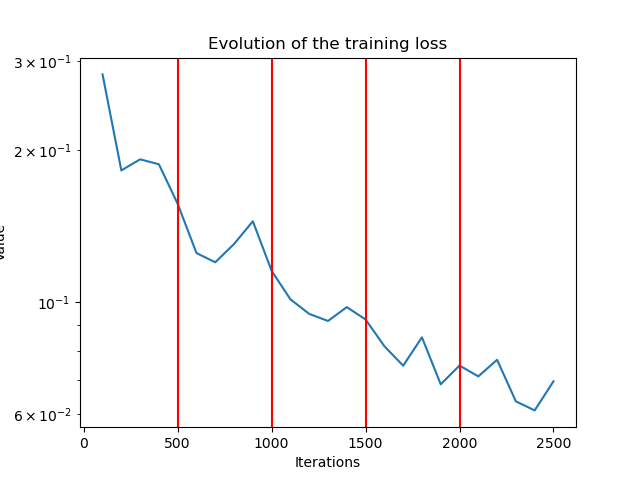 Evolution of the training loss
3 × 10⁻¹
2 × 10⁻¹
10⁻¹
6 × 10⁻²
0 500 1000 1500 2000 2500
Iterations